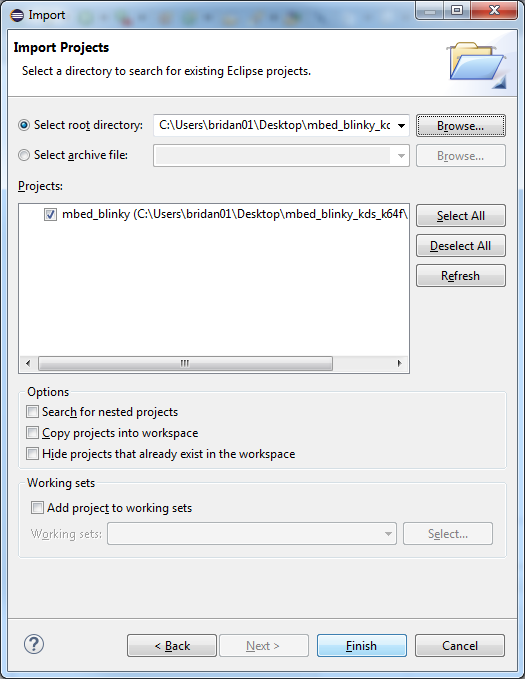 Import
Import Projects
Select a directory to search for existing Eclipse projects.
Select root directory: C:\Users\bridan01\Desktop\mbed_blinky_kd Browse...
Select archive file: Browse...
Projects:
mbed_blinky (C:\Users\bridan01\Desktop\mbed_blinky_kds_k64f\
Select All
Deselect All
Refresh
Options
Search for nested projects
Copy projects into workspace
Hide projects that already exist in the workspace
Working sets
Add project to working sets
Working sets: Select...
? < Back Next > Finish Cancel